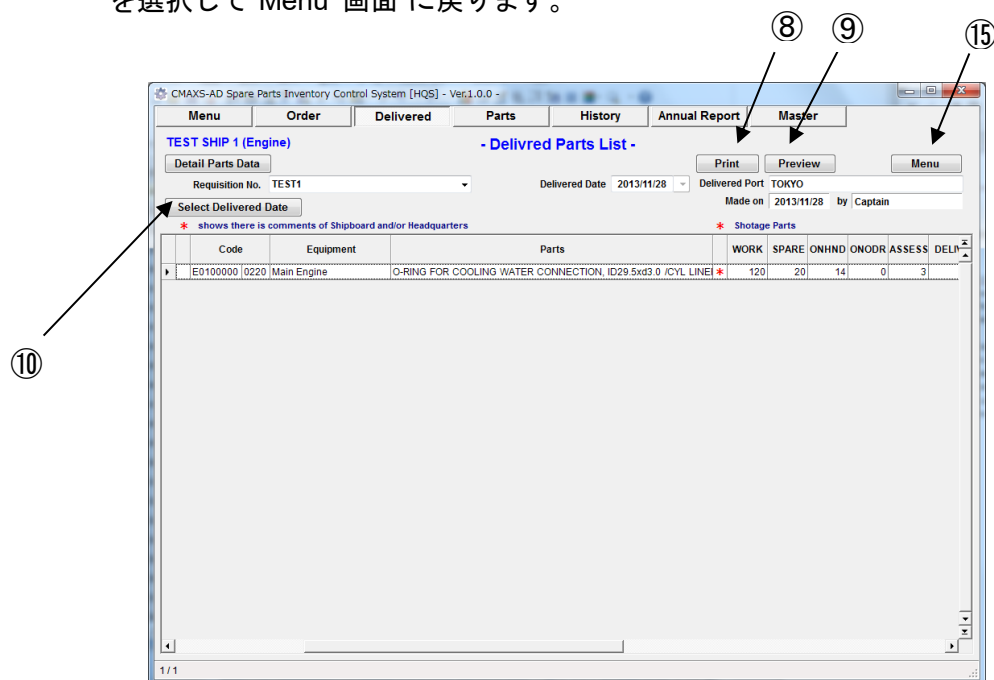 を選択して Menu 画面 に戻ります。
⑧ ⑨ ⑮
CMAXS-AD Spare Parts Inventory Control System [HQS] - Ver.1.0.0 -
Menu Order Delivered Parts History Annual Report Master
TEST SHIP 1 (Engine) - Delivred Parts List -
Detail Parts Data Print Preview Menu
Requisition No. TEST1 Delivered Date 2013/11/28 Delivered Port TOKYO
Select Delivered Date Made on 2013/11/28 by Captain
* shows there is comments of Shipboard and/or Headquarters * Shotage Parts
Code Equipment Parts WORK SPARE ONHND ONODR ASSESS DELIV
E0100000 0220 Main Engine O-RING FOR COOLING WATER CONNECTION, ID29.5xd3.0 /CYL LINE * 120 20 14 0 3
⑩
1 / 1